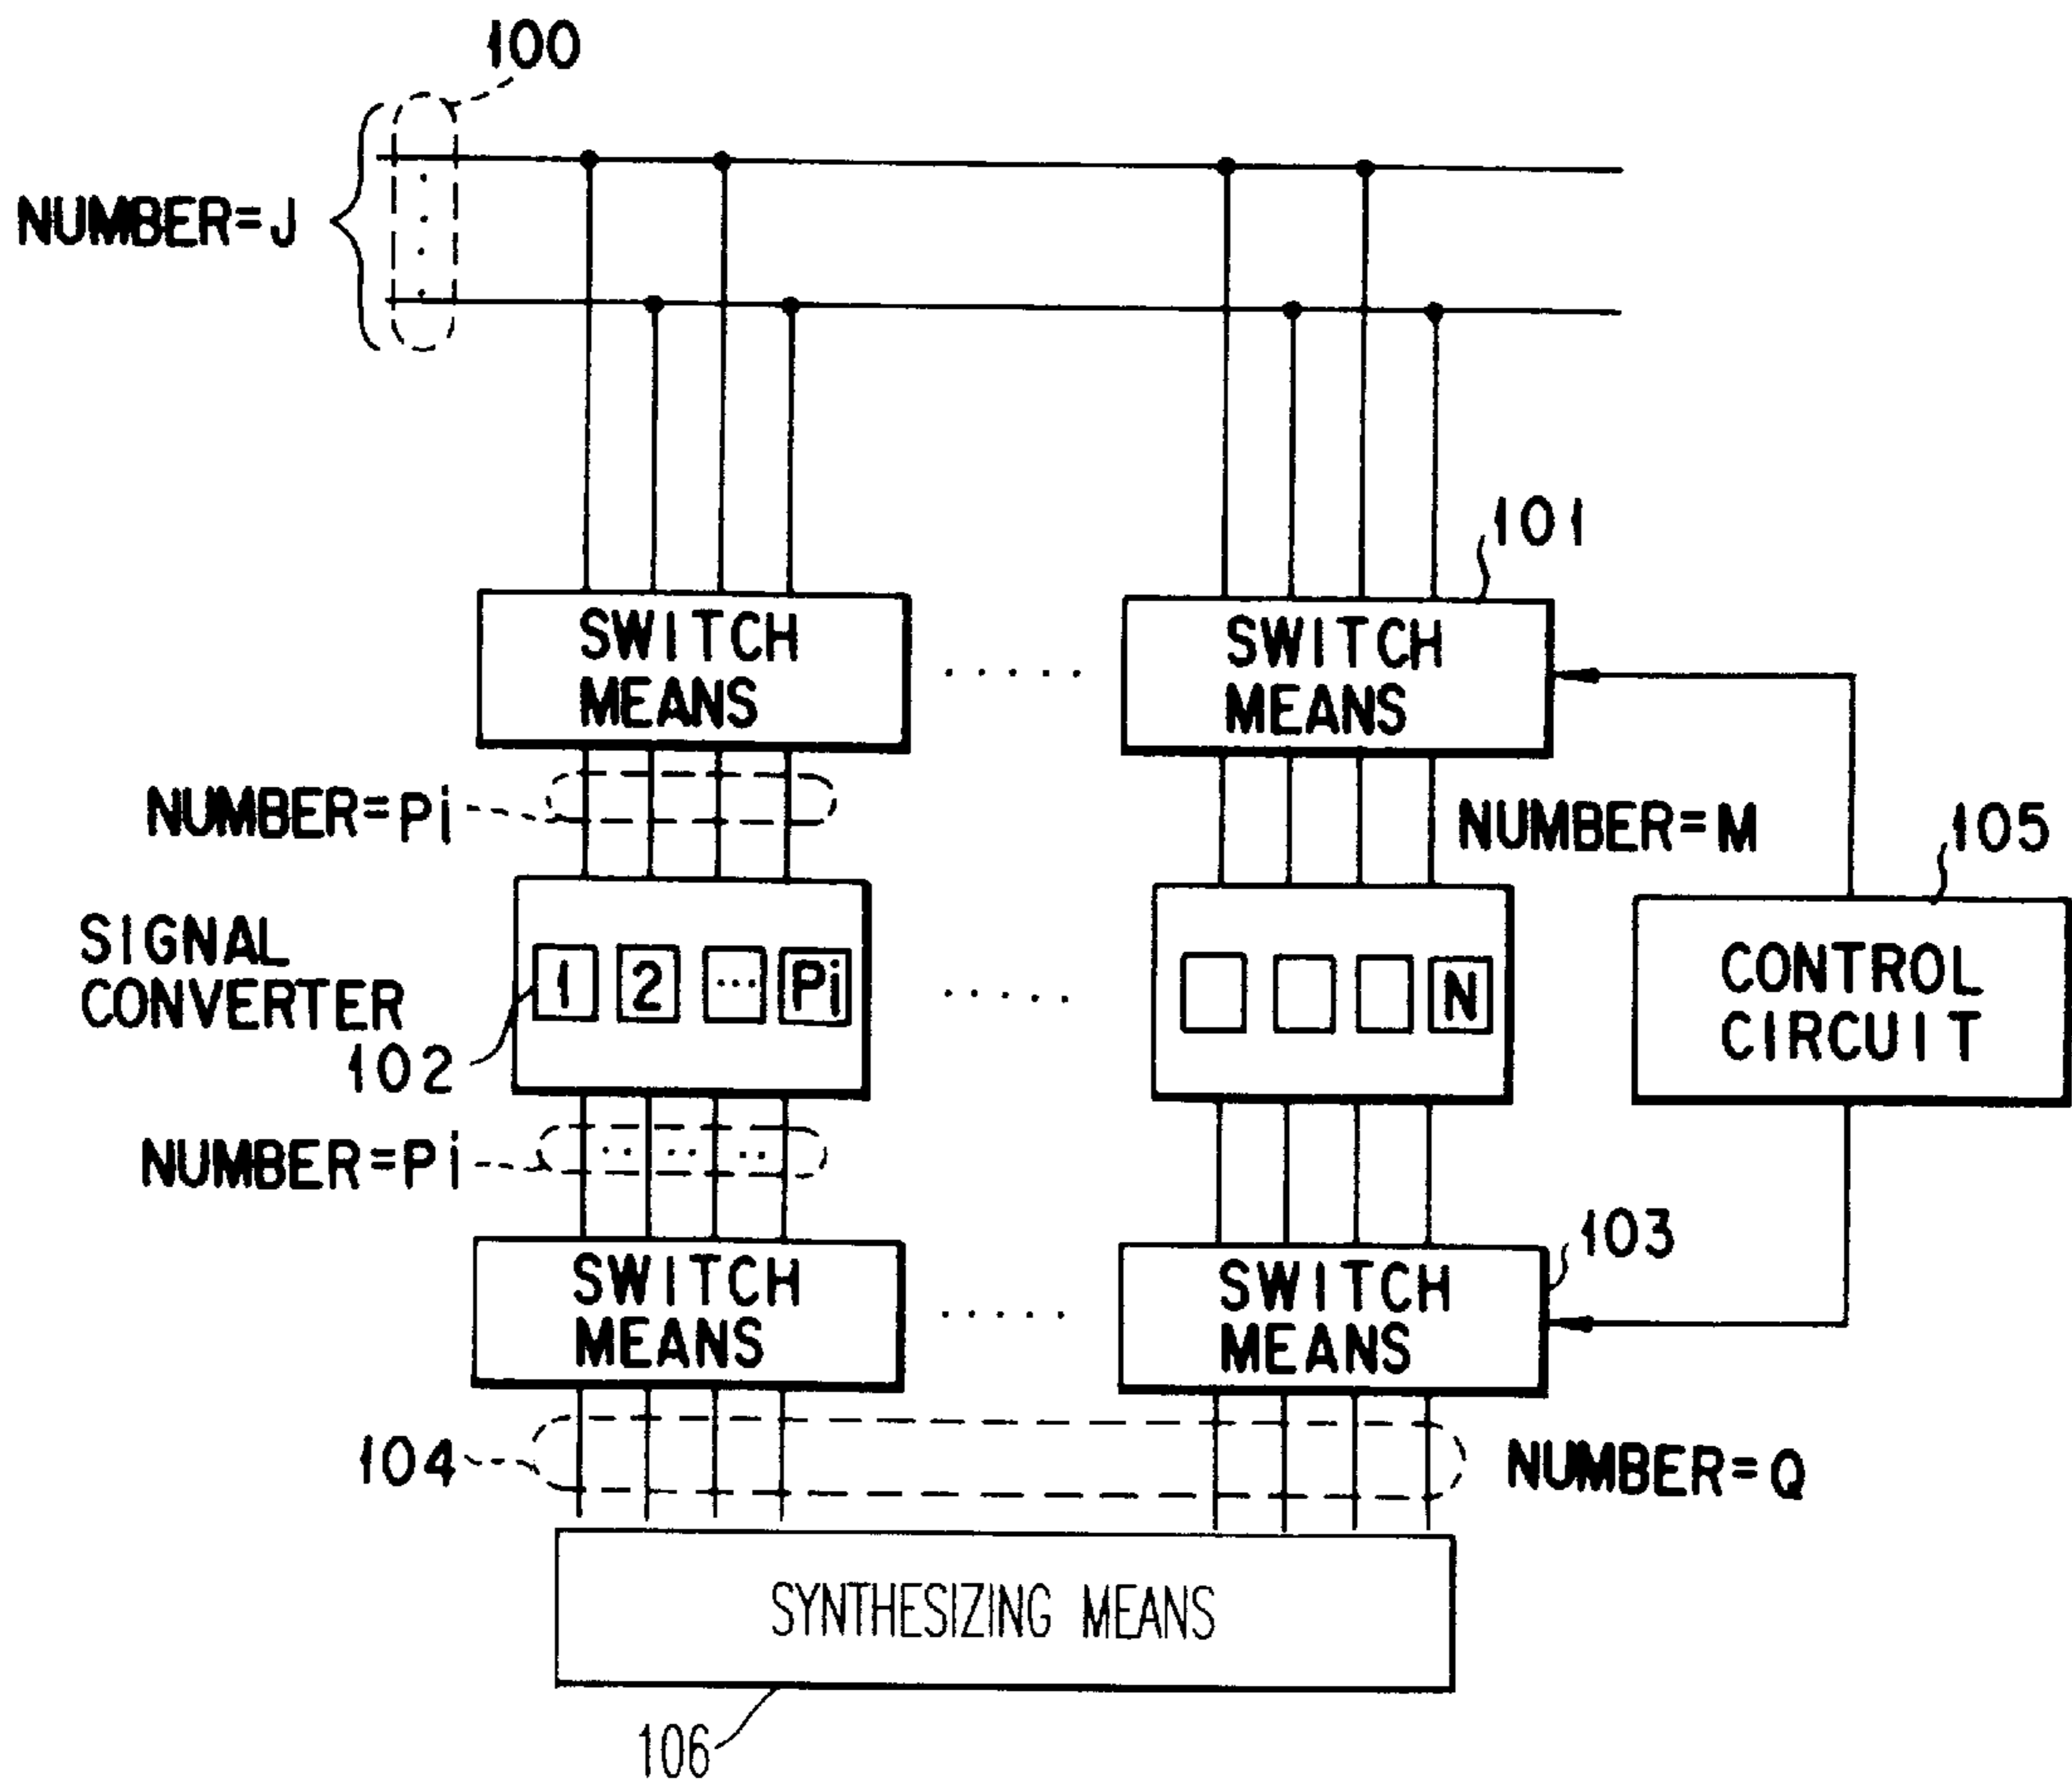 100
NUMBER=J
101
SWITCH
MEANS
.....
SWITCH
MEANS
NUMBER=Pi
NUMBER=M
105
SIGNAL
CONVERTER
102
1 2 ... Pi
.....
N
CONTROL
CIRCUIT
NUMBER=Pi
103
SWITCH
MEANS
.....
SWITCH
MEANS
104
NUMBER=Q
SYNTHESIZING MEANS
106